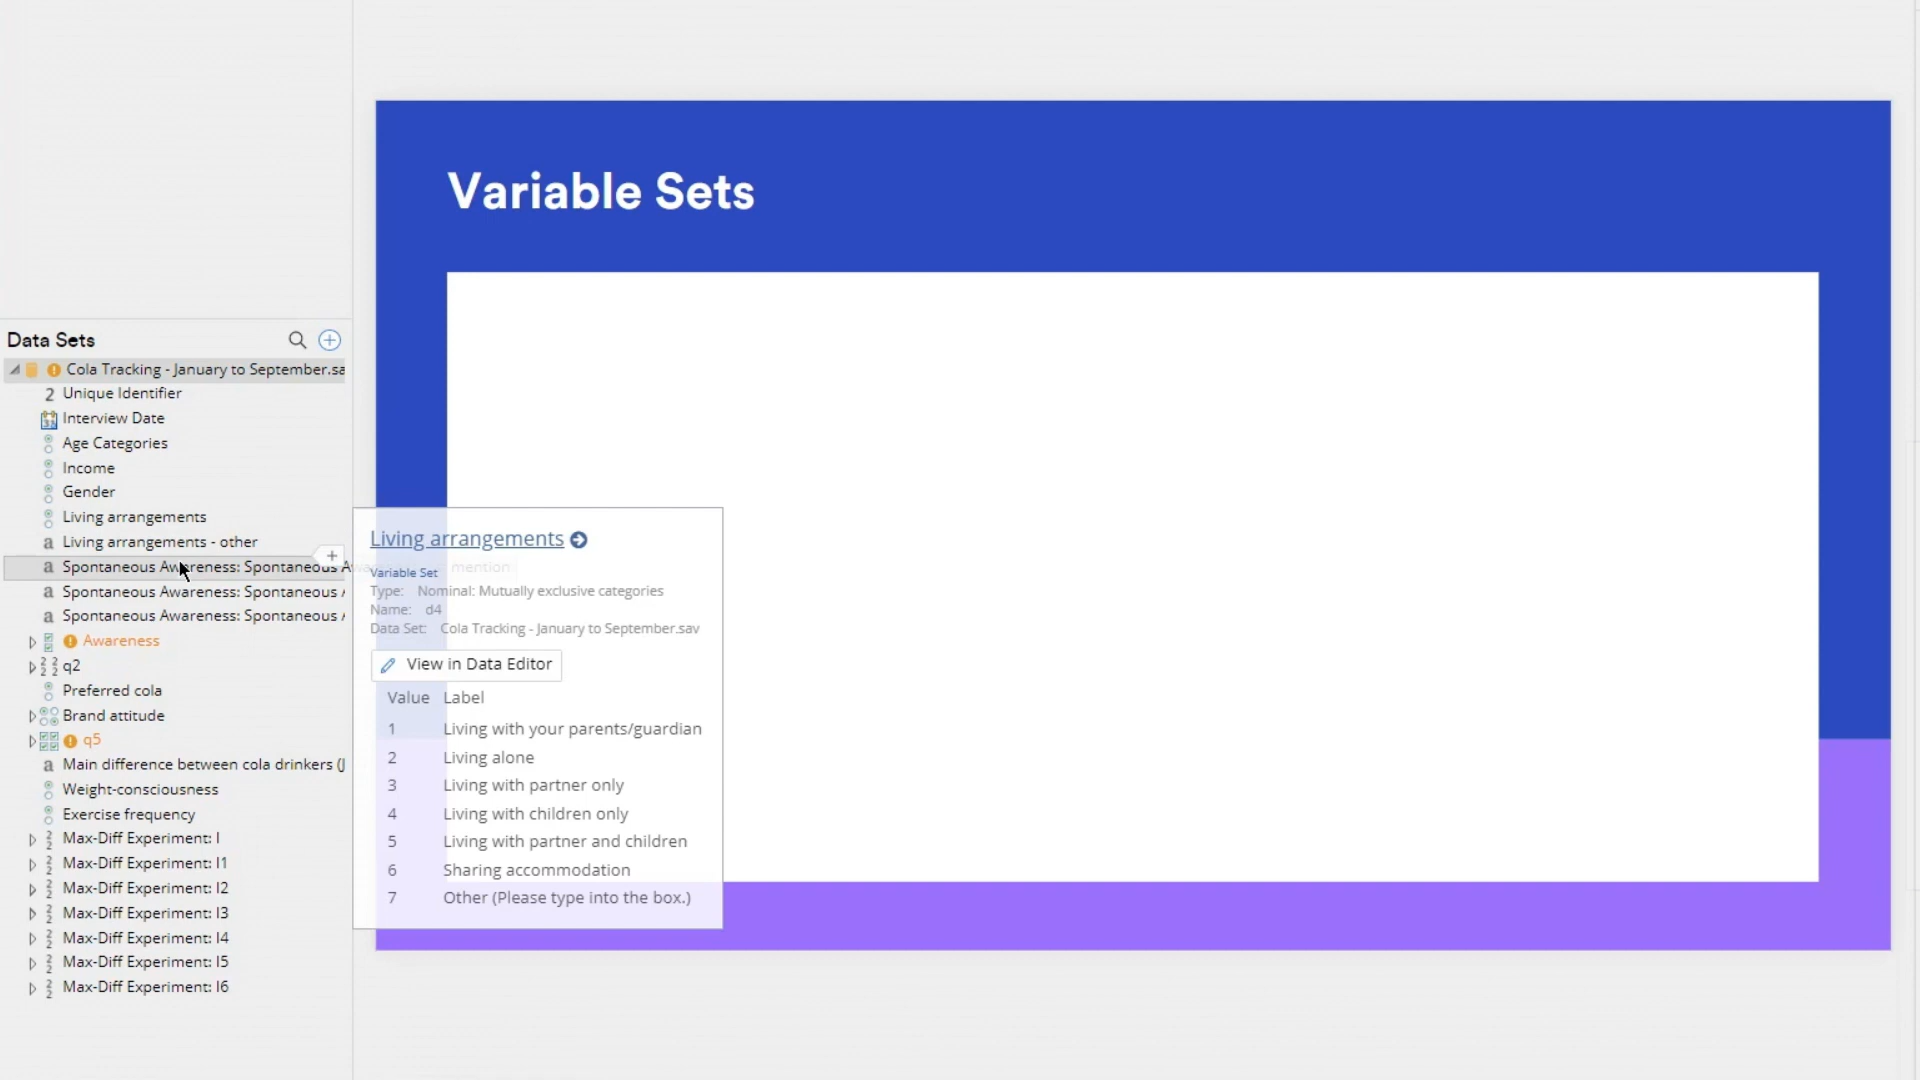 Variable Sets
Data Sets
Cola Tracking - January to September.sa
2 Unique Identifier
Interview Date
Age Categories
Income
Gender
Living arrangements
a Living arrangements - other
a Spontaneous Awareness: Spontaneous Aw mention
a Spontaneous Awareness: Spontaneous A
a Spontaneous Awareness: Spontaneous A
Awareness
q2
Preferred cola
Brand attitude
q5
a Main difference between cola drinkers (J
Weight-consciousness
Exercise frequency
Max-Diff Experiment: I
Max-Diff Experiment: I1
Max-Diff Experiment: I2
Max-Diff Experiment: I3
Max-Diff Experiment: I4
Max-Diff Experiment: I5
Max-Diff Experiment: I6
Living arrangements
Variable Set
Type: Nominal: Mutually exclusive categories
Name: d4
Data Set: Cola Tracking - January to September.sav
View in Data Editor
Value Label
1 Living with your parents/guardian
2 Living alone
3 Living with partner only
4 Living with children only
5 Living with partner and children
6 Sharing accommodation
7 Other (Please type into the box.)